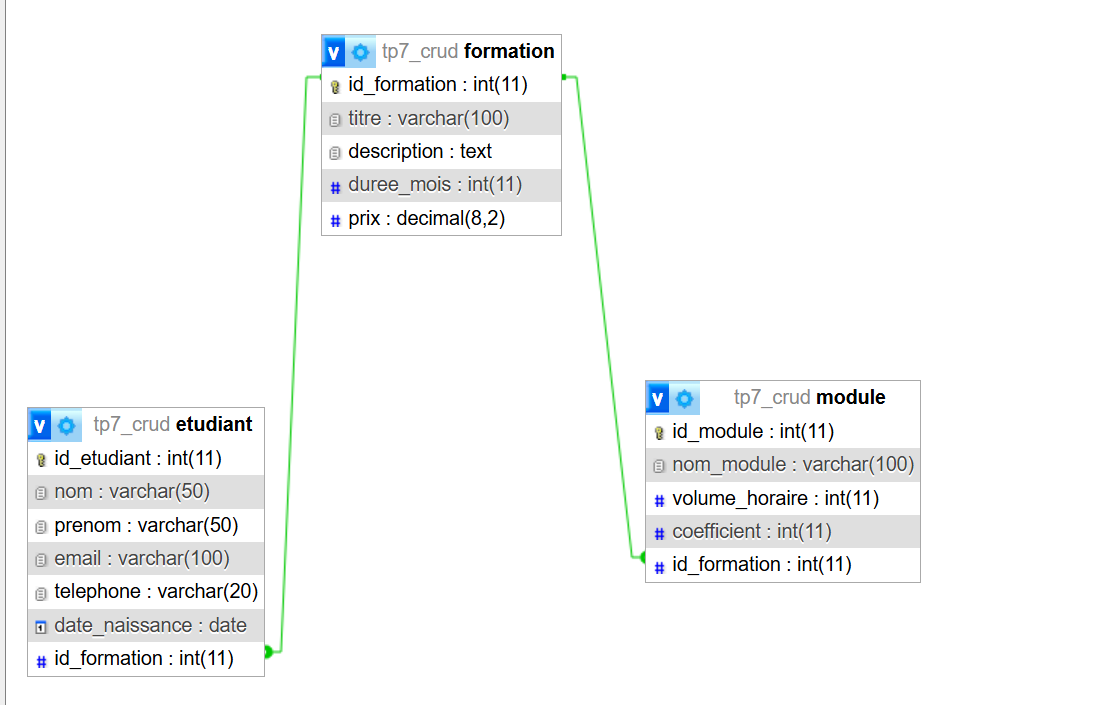 v tp7_crud formation
id_formation : int(11)
titre : varchar(100)
description : text
# duree_mois : int(11)
# prix : decimal(8,2)
v tp7_crud etudiant
id_etudiant : int(11)
nom : varchar(50)
prenom : varchar(50)
email : varchar(100)
telephone : varchar(20)
date_naissance : date
# id_formation : int(11)
v tp7_crud module
id_module : int(11)
nom_module : varchar(100)
# volume_horaire : int(11)
# coefficient : int(11)
# id_formation : int(11)